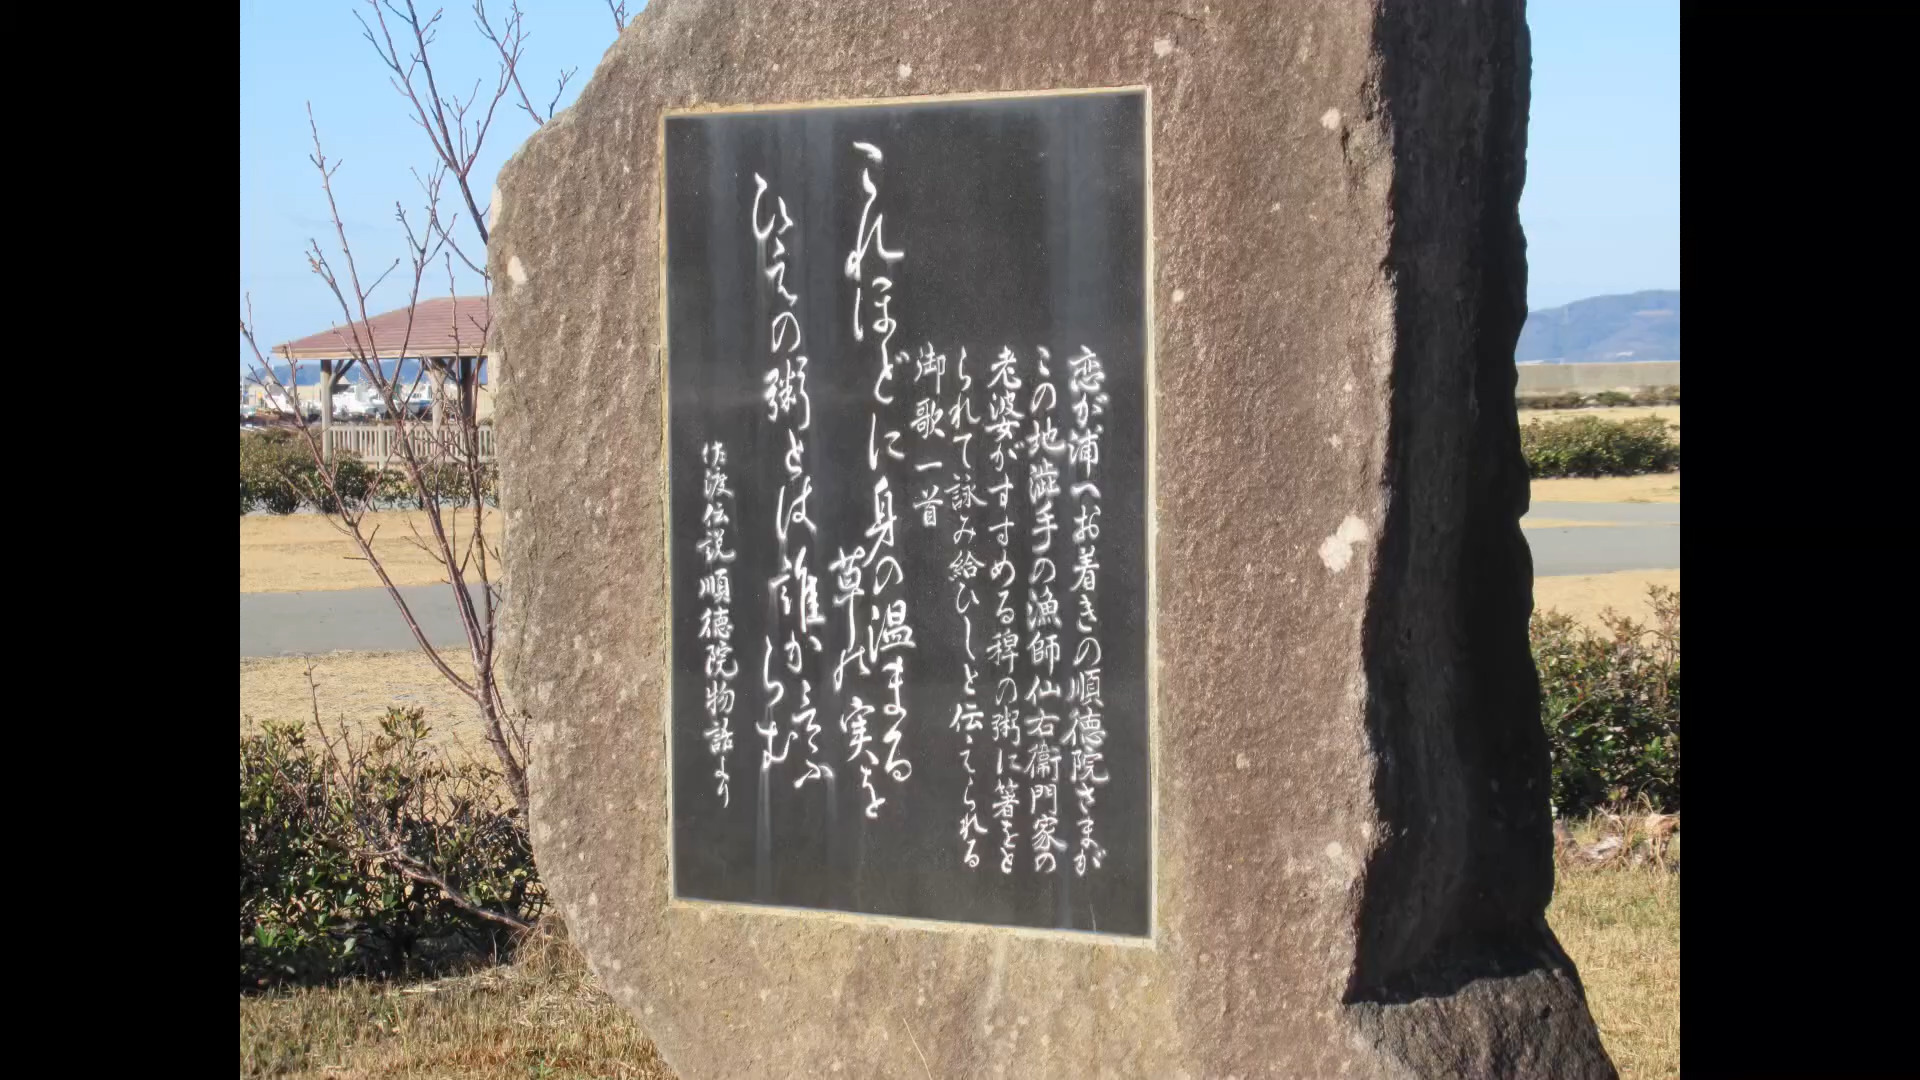 恋が浦へお着きの順徳院さまが
この地澁手の漁師仙右衞門家の
老婆がすすめる稗の粥に箸をと
られて詠み給ひしと伝てられる
御歌一首
これほどに身の温まる
草の実を
ひえの粥とは誰か言ふ
らむ
佐渡伝説順徳院物語より